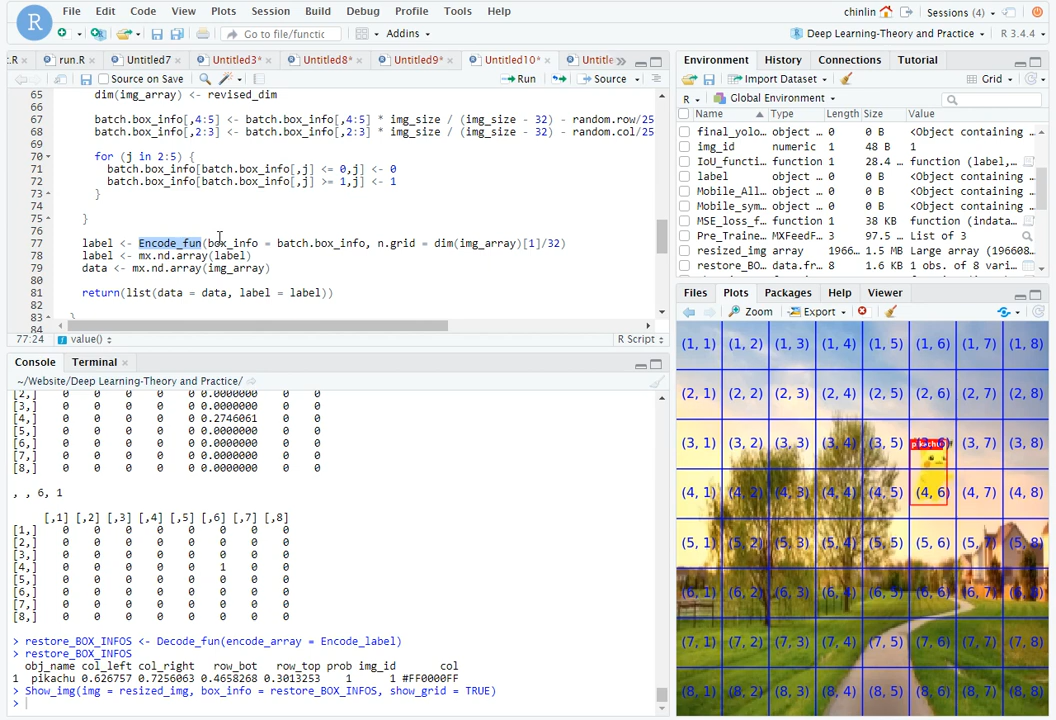 File Edit Code View Plots Session Build Debug Profile Tools Help
chinlin Sessions (4)
Go to file/functic Addins
Deep Learning-Theory and Practice R 3.4.4
t.R run.R Untitled7 Untitled3* Untitled8* Untitled9* Untitled10* Untitle
Source on Save Run Source
65 dim(img_array) <- revised_dim
66
67 batch.box_info[,4:5] <- batch.box_info[,4:5] * img_size / (img_size - 32) - random.row/25
68 batch.box_info[,2:3] <- batch.box_info[,2:3] * img_size / (img_size - 32) - random.col/25
69
70 for (j in 2:5) {
71 batch.box_info[batch.box_info[,j] <= 0,j] <- 0
72 batch.box_info[batch.box_info[,j] >= 1,j] <- 1
73 }
74
75 }
76
77 label <- Encode_fun(box_info = batch.box_info, n.grid = dim(img_array)[1]/32)
78 label <- mx.nd.array(label)
79 data <- mx.nd.array(img_array)
80
81 return(list(data = data, label = label))
82
83 }
84
77:24 value() R Script
Console Terminal
~/Website/Deep Learning-Theory and Practice/
[2,] 0 0 0 0 0 0.0000000 0 0
[3,] 0 0 0 0 0 0.0000000 0 0
[4,] 0 0 0 0 0 0.2746061 0 0
[5,] 0 0 0 0 0 0.0000000 0 0
[6,] 0 0 0 0 0 0.0000000 0 0
[7,] 0 0 0 0 0 0.0000000 0 0
[8,] 0 0 0 0 0 0.0000000 0 0
, , 6, 1
[,1] [,2] [,3] [,4] [,5] [,6] [,7] [,8]
[1,] 0 0 0 0 0 0 0 0
[2,] 0 0 0 0 0 0 0 0
[3,] 0 0 0 0 0 0 0 0
[4,] 0 0 0 0 0 1 0 0
[5,] 0 0 0 0 0 0 0 0
[6,] 0 0 0 0 0 0 0 0
[7,] 0 0 0 0 0 0 0 0
[8,] 0 0 0 0 0 0 0 0
> restore_BOX_INFOS <- Decode_fun(encode_array = Encode_label)
> restore_BOX_INFOS
obj_name col_left col_right row_bot row_top prob img_id col
1 pikachu 0.626757 0.7256063 0.4658268 0.3013253 1 1 #FF0000FF
> Show_img(img = resized_img, box_info = restore_BOX_INFOS, show_grid = TRUE)
>
Environment History Connections Tutorial
Import Dataset Grid
R Global Environment
Name Type Length Size Value
final_yolo… object … 0 0 B <Object containing
img_id numeric 1 48 B 1
IoU_functi… function 1 28.4 … function (label,…
label object … 0 0 B <Object containing
Mobile_All… object … 0 0 B <Object containing
Mobile_sym… object … 0 0 B <Object containing
MSE_loss_f… function 1 38 KB function (indata…
Pre_Traine… MXFeedF… 3 97.5 … List of 3
resized_img array 1966… 1.5 MB Large array (196608
restore_BO… data.fr… 8 1.6 KB 1 obs. of 8 vari…
Files Plots Packages Help Viewer
Zoom Export
(1, 1) (1, 2) (1, 3) (1, 4) (1, 5) (1, 6) (1, 7) (1, 8)
(2, 1) (2, 2) (2, 3) (2, 4) (2, 5) (2, 6) (2, 7) (2, 8)
(3, 1) (3, 2) (3, 3) (3, 4) (3, 5) (3, 6) (3, 7) (3, 8)
pikachu
(4, 1) (4, 2) (4, 3) (4, 4) (4, 5) (4, 6) (4, 7) (4, 8)
(5, 1) (5, 2) (5, 3) (5, 4) (5, 5) (5, 6) (5, 7) (5, 8)
(6, 1) (6, 2) (6, 3) (6, 4) (6, 5) (6, 6) (6, 7) (6, 8)
(7, 1) (7, 2) (7, 3) (7, 4) (7, 5) (7, 6) (7, 7) (7, 8)
(8, 1) (8, 2) (8, 3) (8, 4) (8, 5) (8, 6) (8, 7) (8, 8)